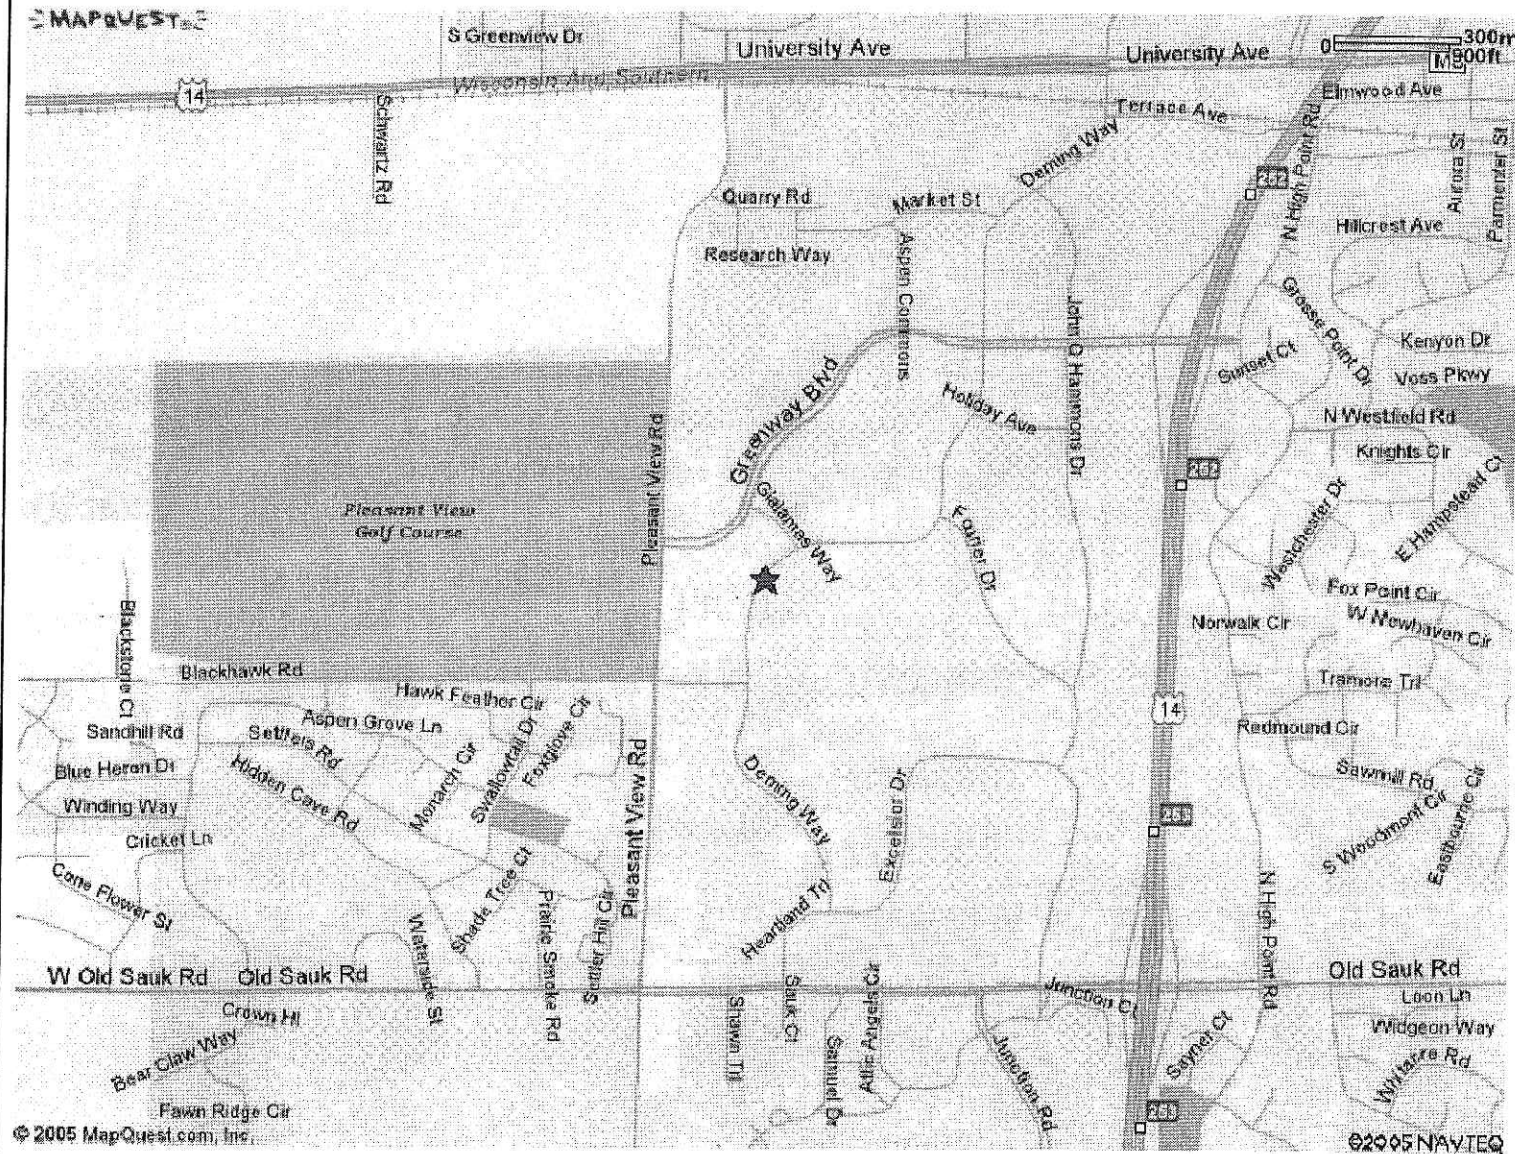 MAPQUEST
S Greenview Dr
University Ave
University Ave
0
300m
900ft
Wisconsin And Southern
14
Elmwood Ave
Terrace Ave
Schwartz Rd
Deming Way
N High Point Rd
Aurora St
Parmenter St
Quarry Rd
Market St
Hillcrest Ave
Research Way
Aspen Commons
John Q Hammons Dr
Grosse Point Dr
Kenyon Dr
Sunset Ct
Voss Pkwy
Greenway Blvd
Holiday Ave
N Westfield Rd
Pleasant View Rd
Knights Cir
252
Pleasant View
Golf Course
Gialamas Way
Fourier Dr
Westchester Dr
E Hampstead Ct
Fox Point Cir
W Newhaven Cir
Norwalk Cir
Blackstone Ct
Blackhawk Rd
Hawk Feather Cir
Tramore Trl
Aspen Grove Ln
14
Redmound Cir
Sandhill Rd
Settlers Rd
Swallowtail Dr
Foxglove Cir
Monarch Cir
Blue Heron Dr
Hidden Cave Rd
Deming Way
Sawmill Rd
Winding Way
Pleasant View Rd
Excelsior Dr
S Woodmont Cir
Eastbourne Cir
Cricket Ln
Cone Flower St
Shade Tree Ct
Heartland Trl
N High Point Rd
Waterside St
Prairie Smoke Rd
Settler Hill Cir
W Old Sauk Rd
Old Sauk Rd
Old Sauk Rd
Junction Ct
Loon Ln
Crown Hl
Shawn Trl
Sauk Ct
Attic Angels Cir
Widgeon Way
Bear Claw Way
Samuel Dr
Junction Rd
Sayner Ct
Whitacre Rd
Fawn Ridge Cir
© 2005 MapQuest.com, Inc.
©2005 NAVTEQ